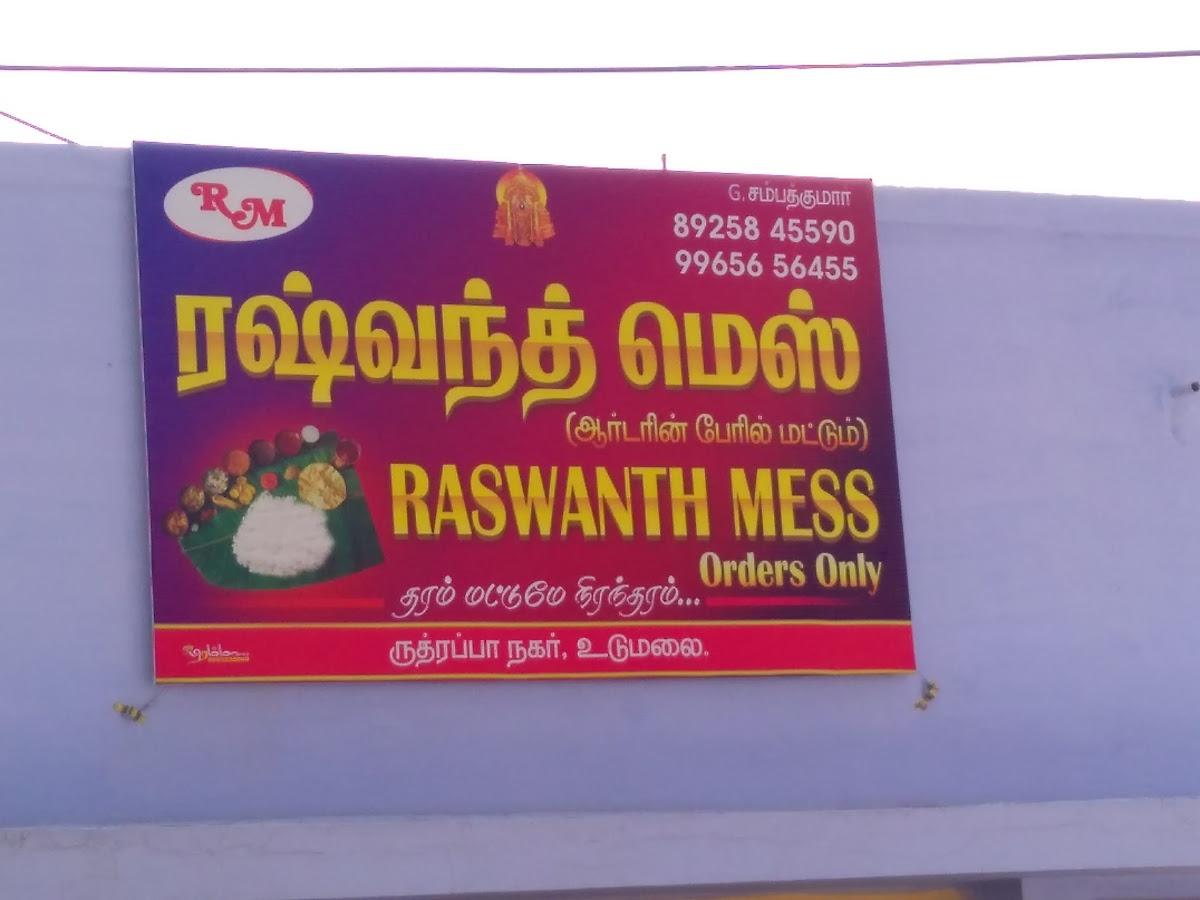 RM
G.சம்பத்குமார்
89258 45590
99656 56455
ரஷ்வந்த் மெஸ்
(ஆர்டரின் பேரில் மட்டும்)
RASWANTH MESS
Orders Only
தரம் மட்டுமே நிரந்தரம்...
ருத்ரப்பா நகர், உடுமலை.